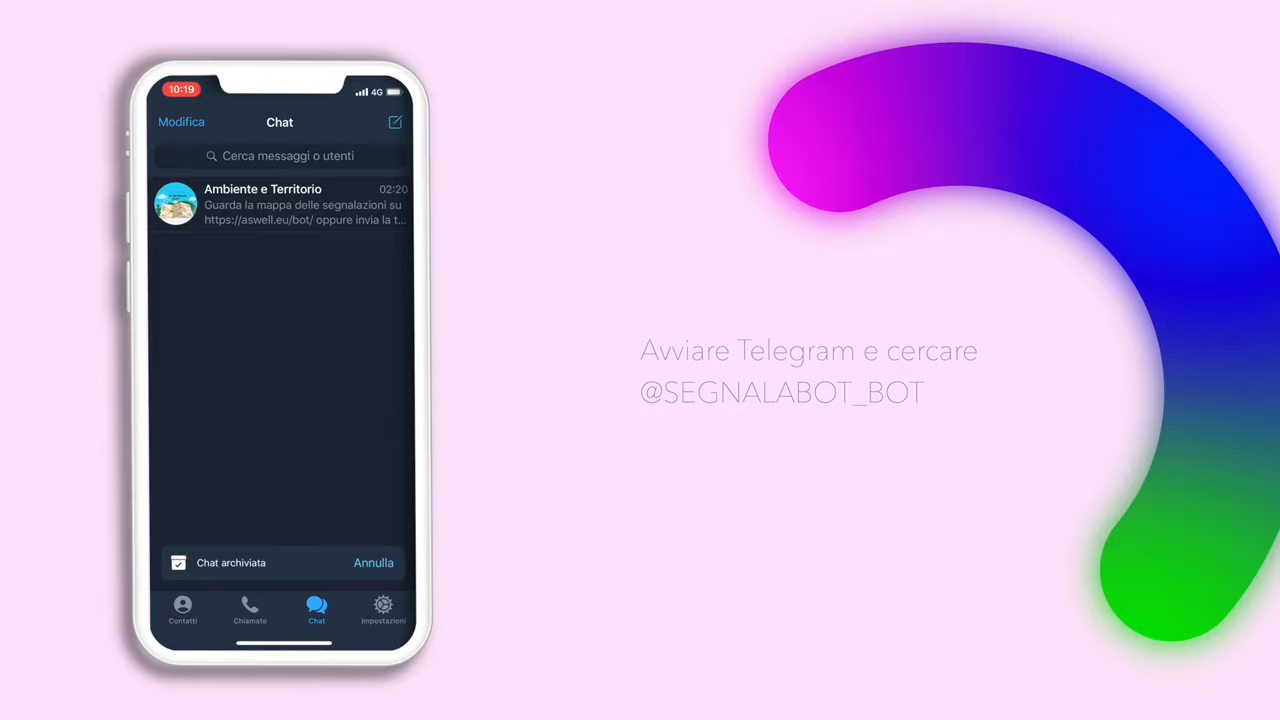 10:19
4G
Modifica
Chat
Cerca messaggi o utenti
Ambiente e Territorio
02:20
Guarda la mappa delle segnalazioni su
https://aswell.eu/bot/ oppure invia la t...
Avviare Telegram e cercare
@SEGNALABOT_BOT
Chat archiviata
Annulla
Contatti
Chiamate
Chat
Impostazioni